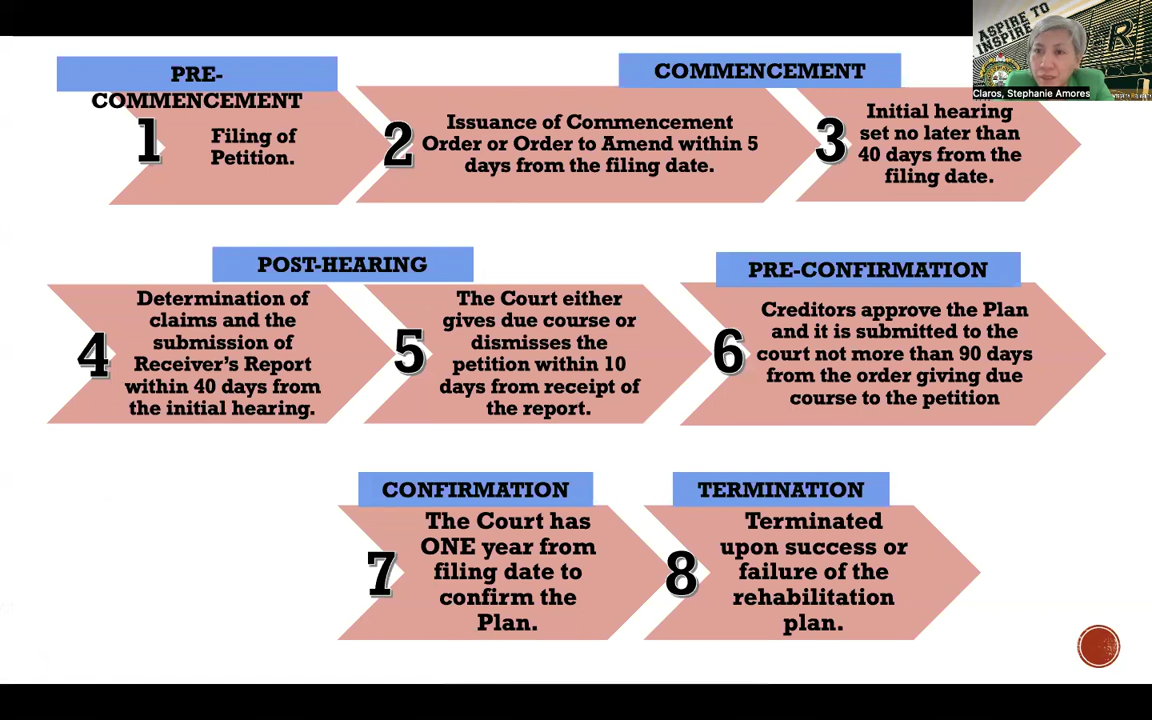 ASPIRE TO
INSPIRE
R
Claros, Stephanie Amores
PRE-
COMMENCEMENT
1
Filing of
Petition.
COMMENCEMENT
2
Issuance of Commencement
Order or Order to Amend within 5
days from the filing date.
3
Initial hearing
set no later than
40 days from the
filing date.
POST-HEARING
4
Determination of
claims and the
submission of
Receiver's Report
within 40 days from
the initial hearing.
5
The Court either
gives due course or
dismisses the
petition within 10
days from receipt of
the report.
PRE-CONFIRMATION
6
Creditors approve the Plan
and it is submitted to the
court not more than 90 days
from the order giving due
course to the petition
CONFIRMATION
7
The Court has
ONE year from
filing date to
confirm the
Plan.
TERMINATION
8
Terminated
upon success or
failure of the
rehabilitation
plan.